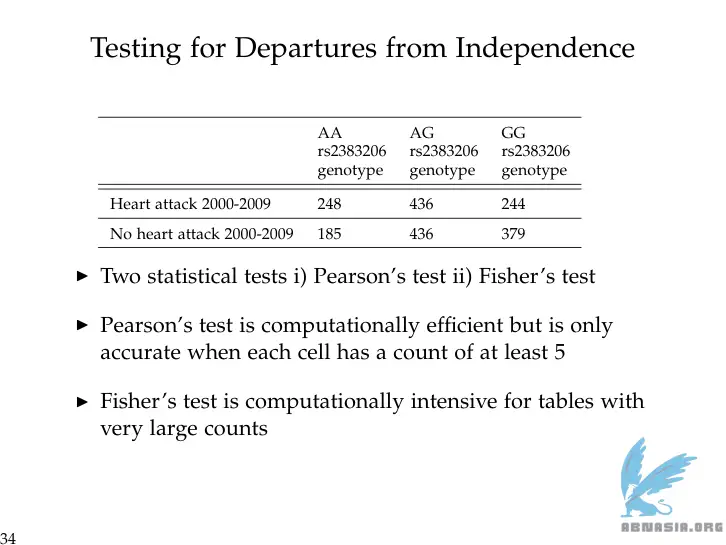 Testing for Departures from Independence
AA AG GG
rs2383206 rs2383206 rs2383206
genotype genotype genotype
Heart attack 2000-2009 248 436 244
No heart attack 2000-2009 185 436 379
▶ Two statistical tests i) Pearson's test ii) Fisher's test
▶ Pearson's test is computationally efficient but is only
accurate when each cell has a count of at least 5
▶ Fisher's test is computationally intensive for tables with
very large counts
ABNASIA.ORG
34